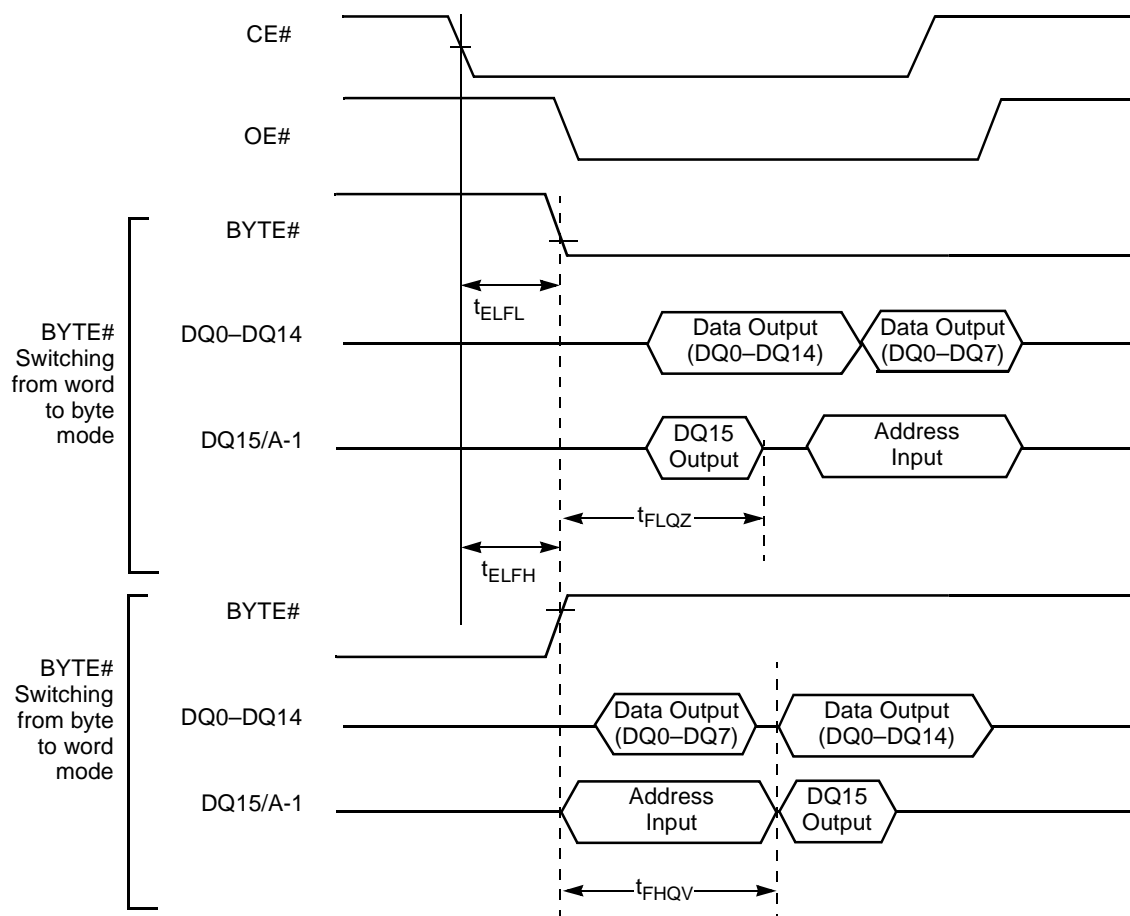 CE#
OE#
BYTE#
tELFL
BYTE#
Switching
from word
to byte
mode
DQ0–DQ14
Data Output
(DQ0–DQ14)
Data Output
(DQ0–DQ7)
DQ15/A-1
DQ15
Output
Address
Input
tFLQZ
tELFH
BYTE#
BYTE#
Switching
from byte
to word
mode
DQ0–DQ14
Data Output
(DQ0–DQ7)
Data Output
(DQ0–DQ14)
DQ15/A-1
Address
Input
DQ15
Output
tFHQV